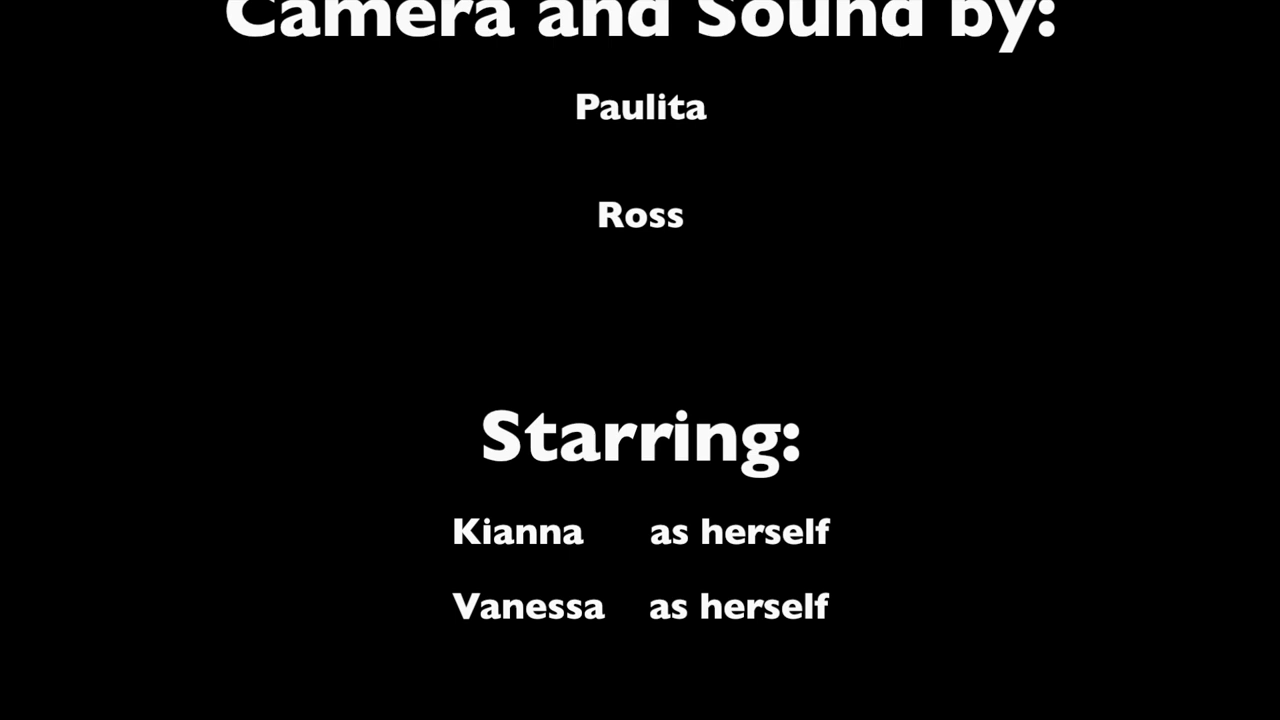 Camera and Sound by:
Paulita
Ross
Starring:
Kianna as herself
Vanessa as herself